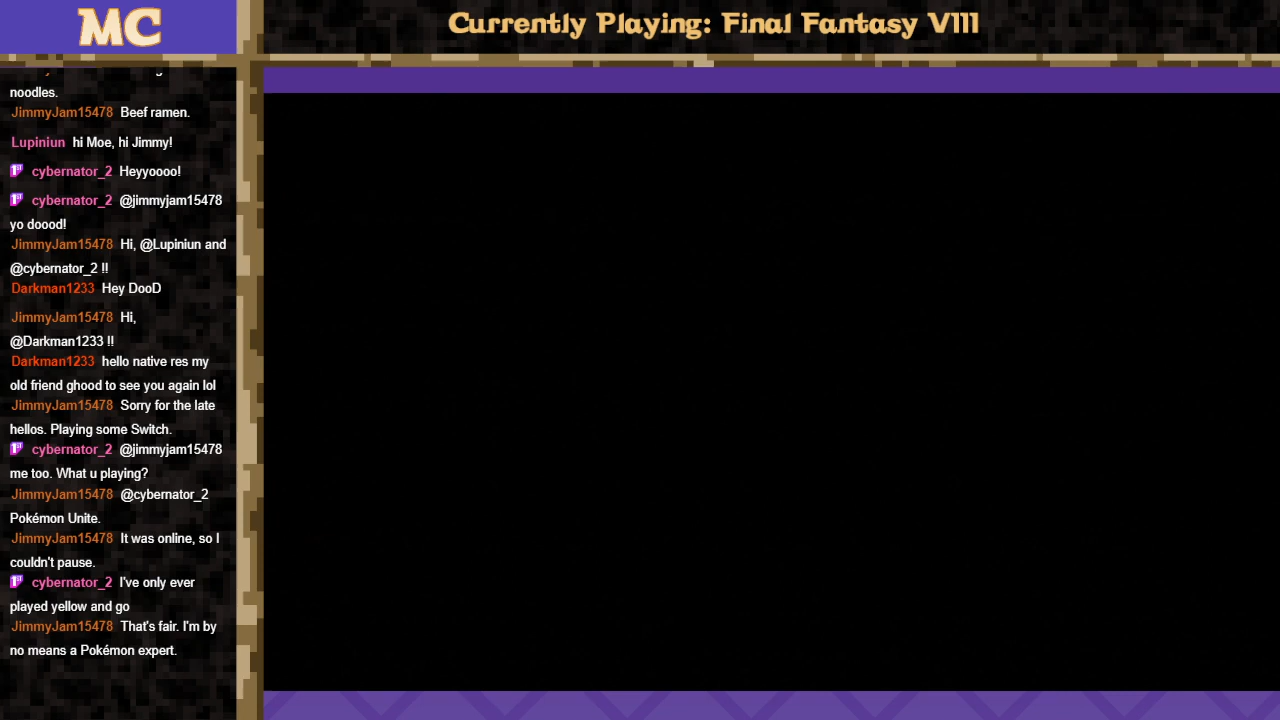 MC
Currently Playing: Final Fantasy VIII
noodles.
JimmyJam15478 Beef ramen.
Lupiniun hi Moe, hi Jimmy!
cybernator_2 Heyyoooo!
cybernator_2 @jimmyjam15478
yo doood!
JimmyJam15478 Hi, @Lupiniun and
@cybernator_2 !!
Darkman1233 Hey DooD
JimmyJam15478 Hi,
@Darkman1233 !!
Darkman1233 hello native res my
old friend ghood to see you again lol
JimmyJam15478 Sorry for the late
hellos. Playing some Switch.
cybernator_2 @jimmyjam15478
me too. What u playing?
JimmyJam15478 @cybernator_2
Pokémon Unite.
JimmyJam15478 It was online, so I
couldn't pause.
cybernator_2 I've only ever
played yellow and go
JimmyJam15478 That's fair. I'm by
no means a Pokémon expert.